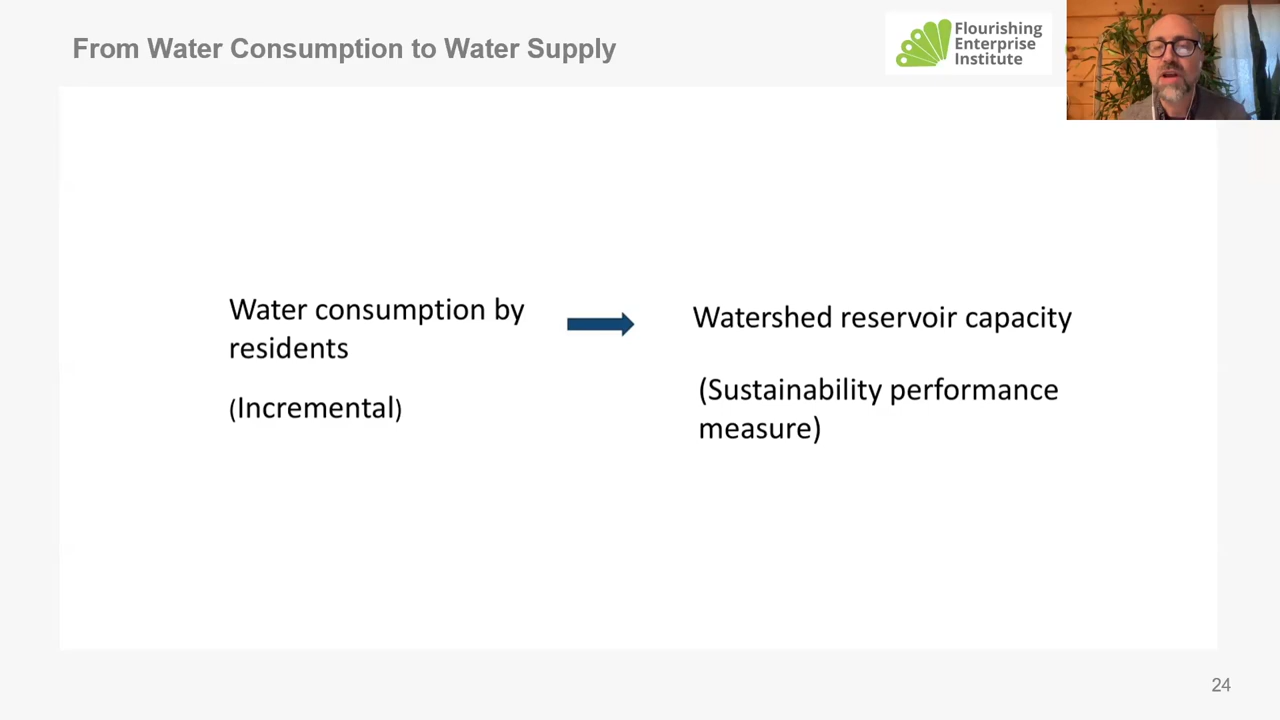 From Water Consumption to Water Supply
Flourishing
Enterprise
Institute
Water consumption by
residents
(Incremental)
Watershed reservoir capacity
(Sustainability performance
measure)
24